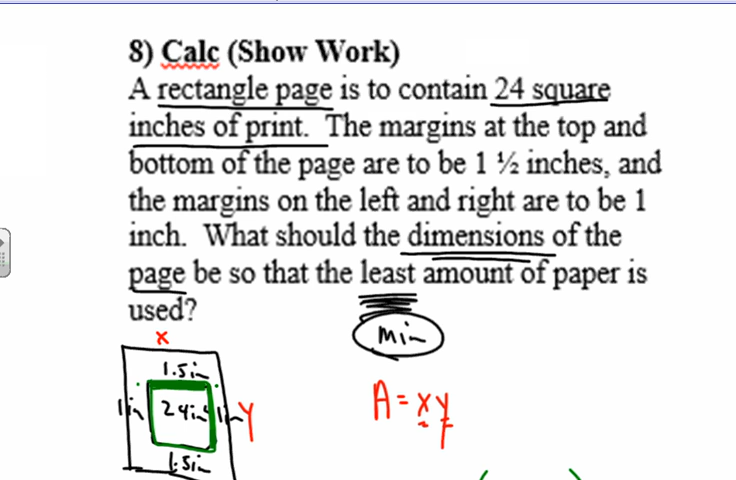 8) Calc (Show Work)
A rectangle page is to contain 24 square
inches of print.  The margins at the top and
bottom of the page are to be 1 ½ inches, and
the margins on the left and right are to be 1
inch.  What should the dimensions of the
page be so that the least amount of paper is
used?
x
min
1.5in
1in 24in² 1in y
A = xy
1.5in